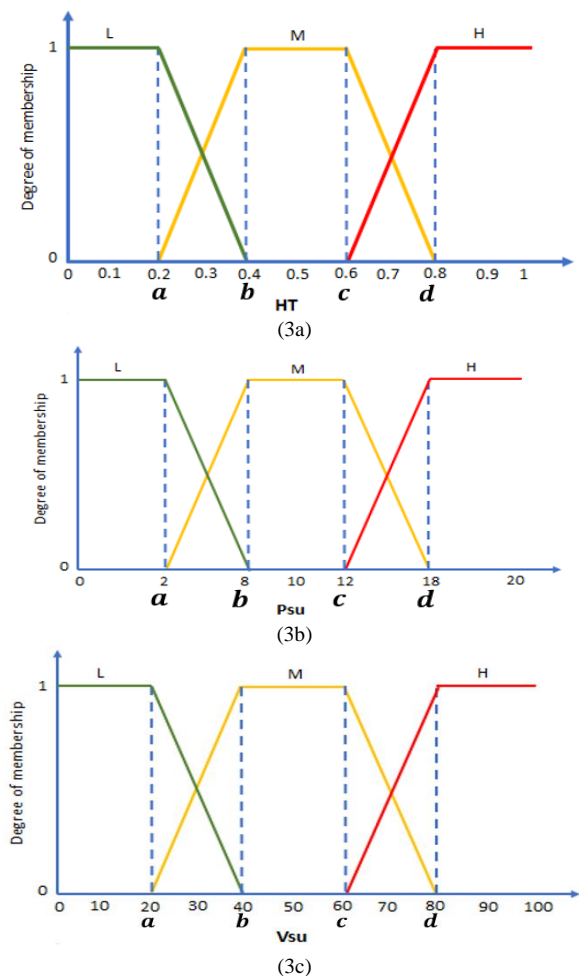 L M H
1
Degree of membership
0
0 0.1 0.2 0.3 0.4 0.5 0.6 0.7 0.8 0.9 1
a b c d
HT
(3a)
L M H
1
Degree of membership
0
0 2 8 10 12 18 20
a b c d
Psu
(3b)
L M H
1
Degree of membership
0
0 10 20 30 40 50 60 70 80 90 100
a b c d
Vsu
(3c)